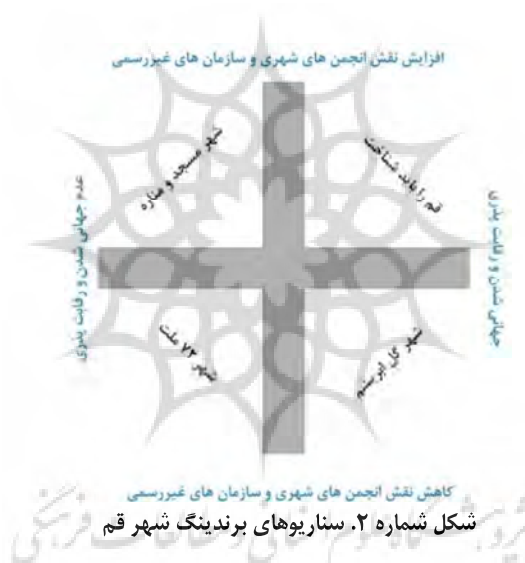 افزایش نقش انجمن های شهری و سازمان های غیررسمی
قم را باید شناخت
شهر مسجد و مناره
جهانی شدن و رقابت پذیری
عدم جهانی شدن و رقابت پذیری
شهر گل ابریشم
شهر ۷۲ ملت
کاهش نقش انجمن های شهری و سازمان های غیررسمی
شکل شماره ۲. سناریوهای برندینگ شهر قم